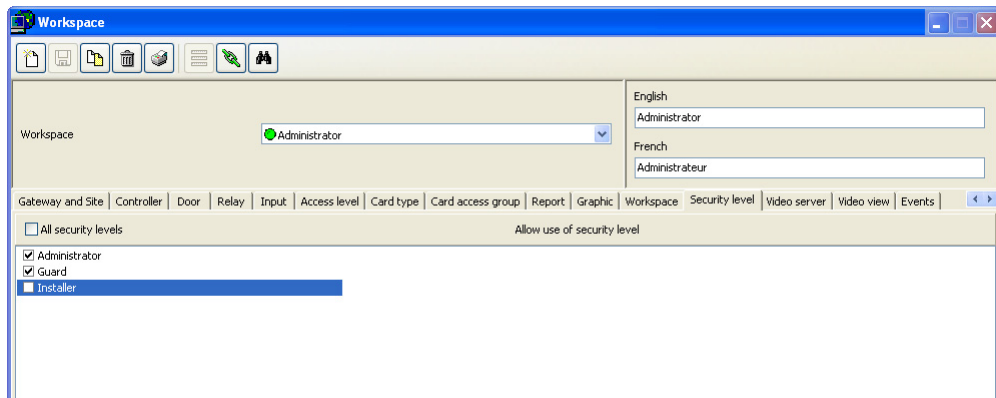 Workspace
English
Administrator
Workspace
Administrator
French
Administrateur
Gateway and Site Controller Door Relay Input Access level Card type Card access group Report Graphic Workspace Security level Video server Video view Events
All security levels Allow use of security level
Administrator
Guard
Installer